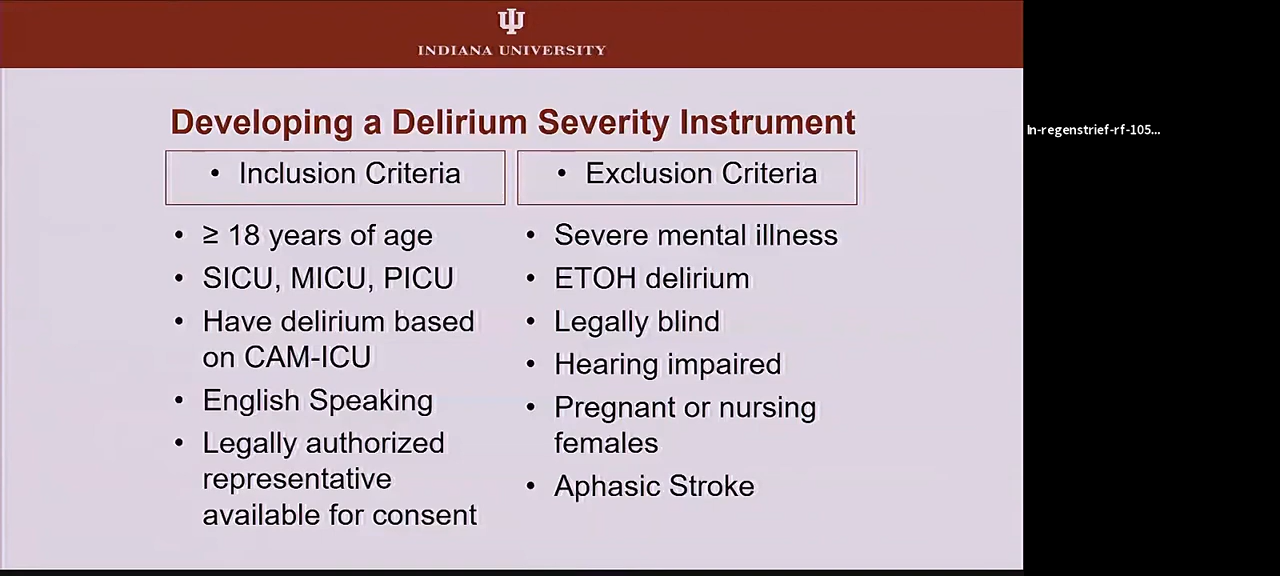 INDIANA UNIVERSITY
Developing a Delirium Severity Instrument
• Inclusion Criteria
• ≥ 18 years of age
• SICU, MICU, PICU
• Have delirium based
on CAM-ICU
• English Speaking
• Legally authorized
representative
available for consent
• Exclusion Criteria
• Severe mental illness
• ETOH delirium
• Legally blind
• Hearing impaired
• Pregnant or nursing
females
• Aphasic Stroke
In-regenstrief-rf-105...